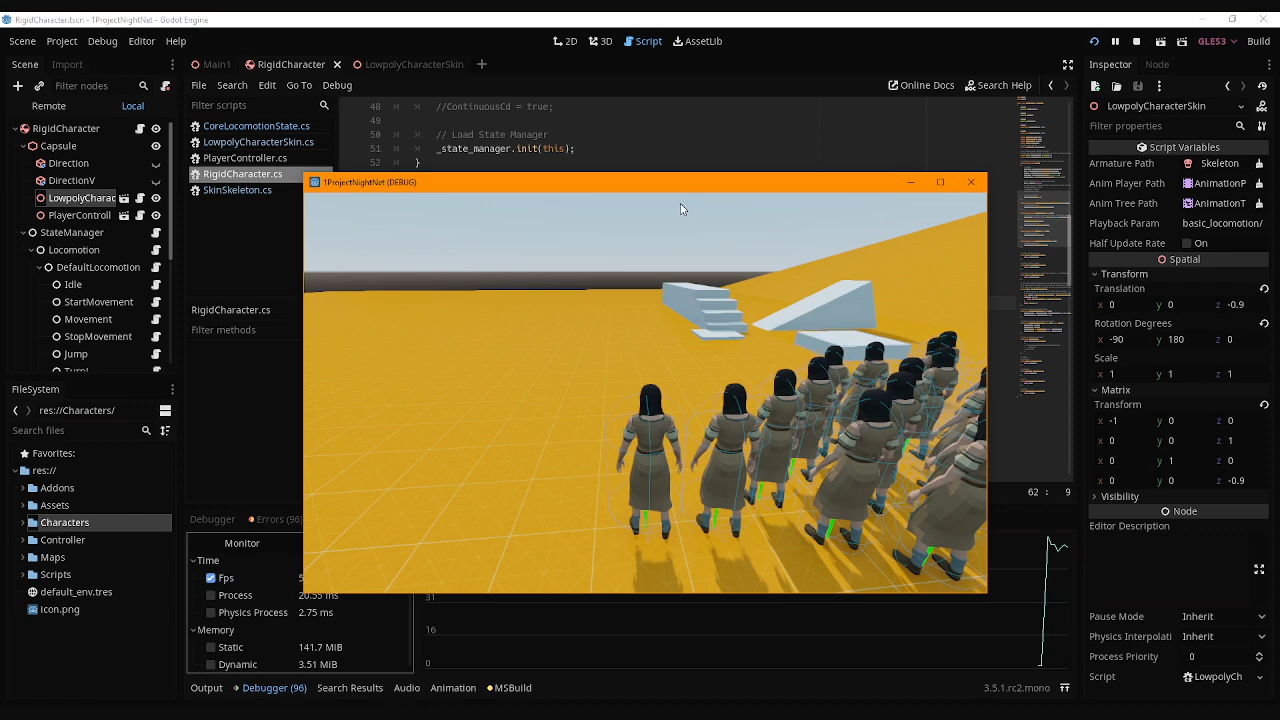 RigidCharacter.tscn - 1ProjectNightNet - Godot Engine
Scene Project Debug Editor Help
2D 3D Script AssetLib
GLES3 Build
Scene Import
Main1 RigidCharacter LowpolyCharacterSkin
Inspector Node
Filter nodes
File Search Edit Go To Debug
Online Docs Search Help
Remote Local
Filter scripts
LowpolyCharacterSkin
RigidCharacter
Capsule
Direction
DirectionV
LowpolyCharac
PlayerControll
StateManager
Locomotion
DefaultLocomotion
Idle
StartMovement
Movement
StopMovement
Jump
CoreLocomotionState.cs
LowpolyCharacterSkin.cs
PlayerController.cs
RigidCharacter.cs
SkinSkeleton.cs
RigidCharacter.cs
Filter methods
48 //ContinuousCd = true;
49
50 // Load State Manager
51 _state_manager.init(this);
52 }
1ProjectNightNet (DEBUG)
62 : 9
Filter properties
Script Variables
Armature Path Skeleton
Anim Player Path AnimationP
Anim Tree Path AnimationT
Playback Param basic_locomotion/
Half Update Rate On
Spatial
Transform
Translation
x 0 y 0 z -0.9
Rotation Degrees
x -90 y 180 z 0
Scale
x 1 y 1 z 1
Matrix
Transform
x -1 y 0 z 0
x 0 y 0 z 1
x 0 y 1 z 0
x 0 y 0 z -0.9
Visibility
Node
Editor Description
Pause Mode Inherit
Physics Interpolati Inherit
Process Priority 0
Script LowpolyCh
FileSystem
res://Characters/
Search files
Favorites:
res://
Addons
Assets
Characters
Controller
Maps
Scripts
default_env.tres
icon.png
Debugger Errors (96)
Monitor
Time
Fps
Process 20.55 ms
Physics Process 2.75 ms
Memory
Static 141.7 MiB
Dynamic 3.51 MiB
31
16
0
Output Debugger (96) Search Results Audio Animation MSBuild
3.5.1.rc2.mono